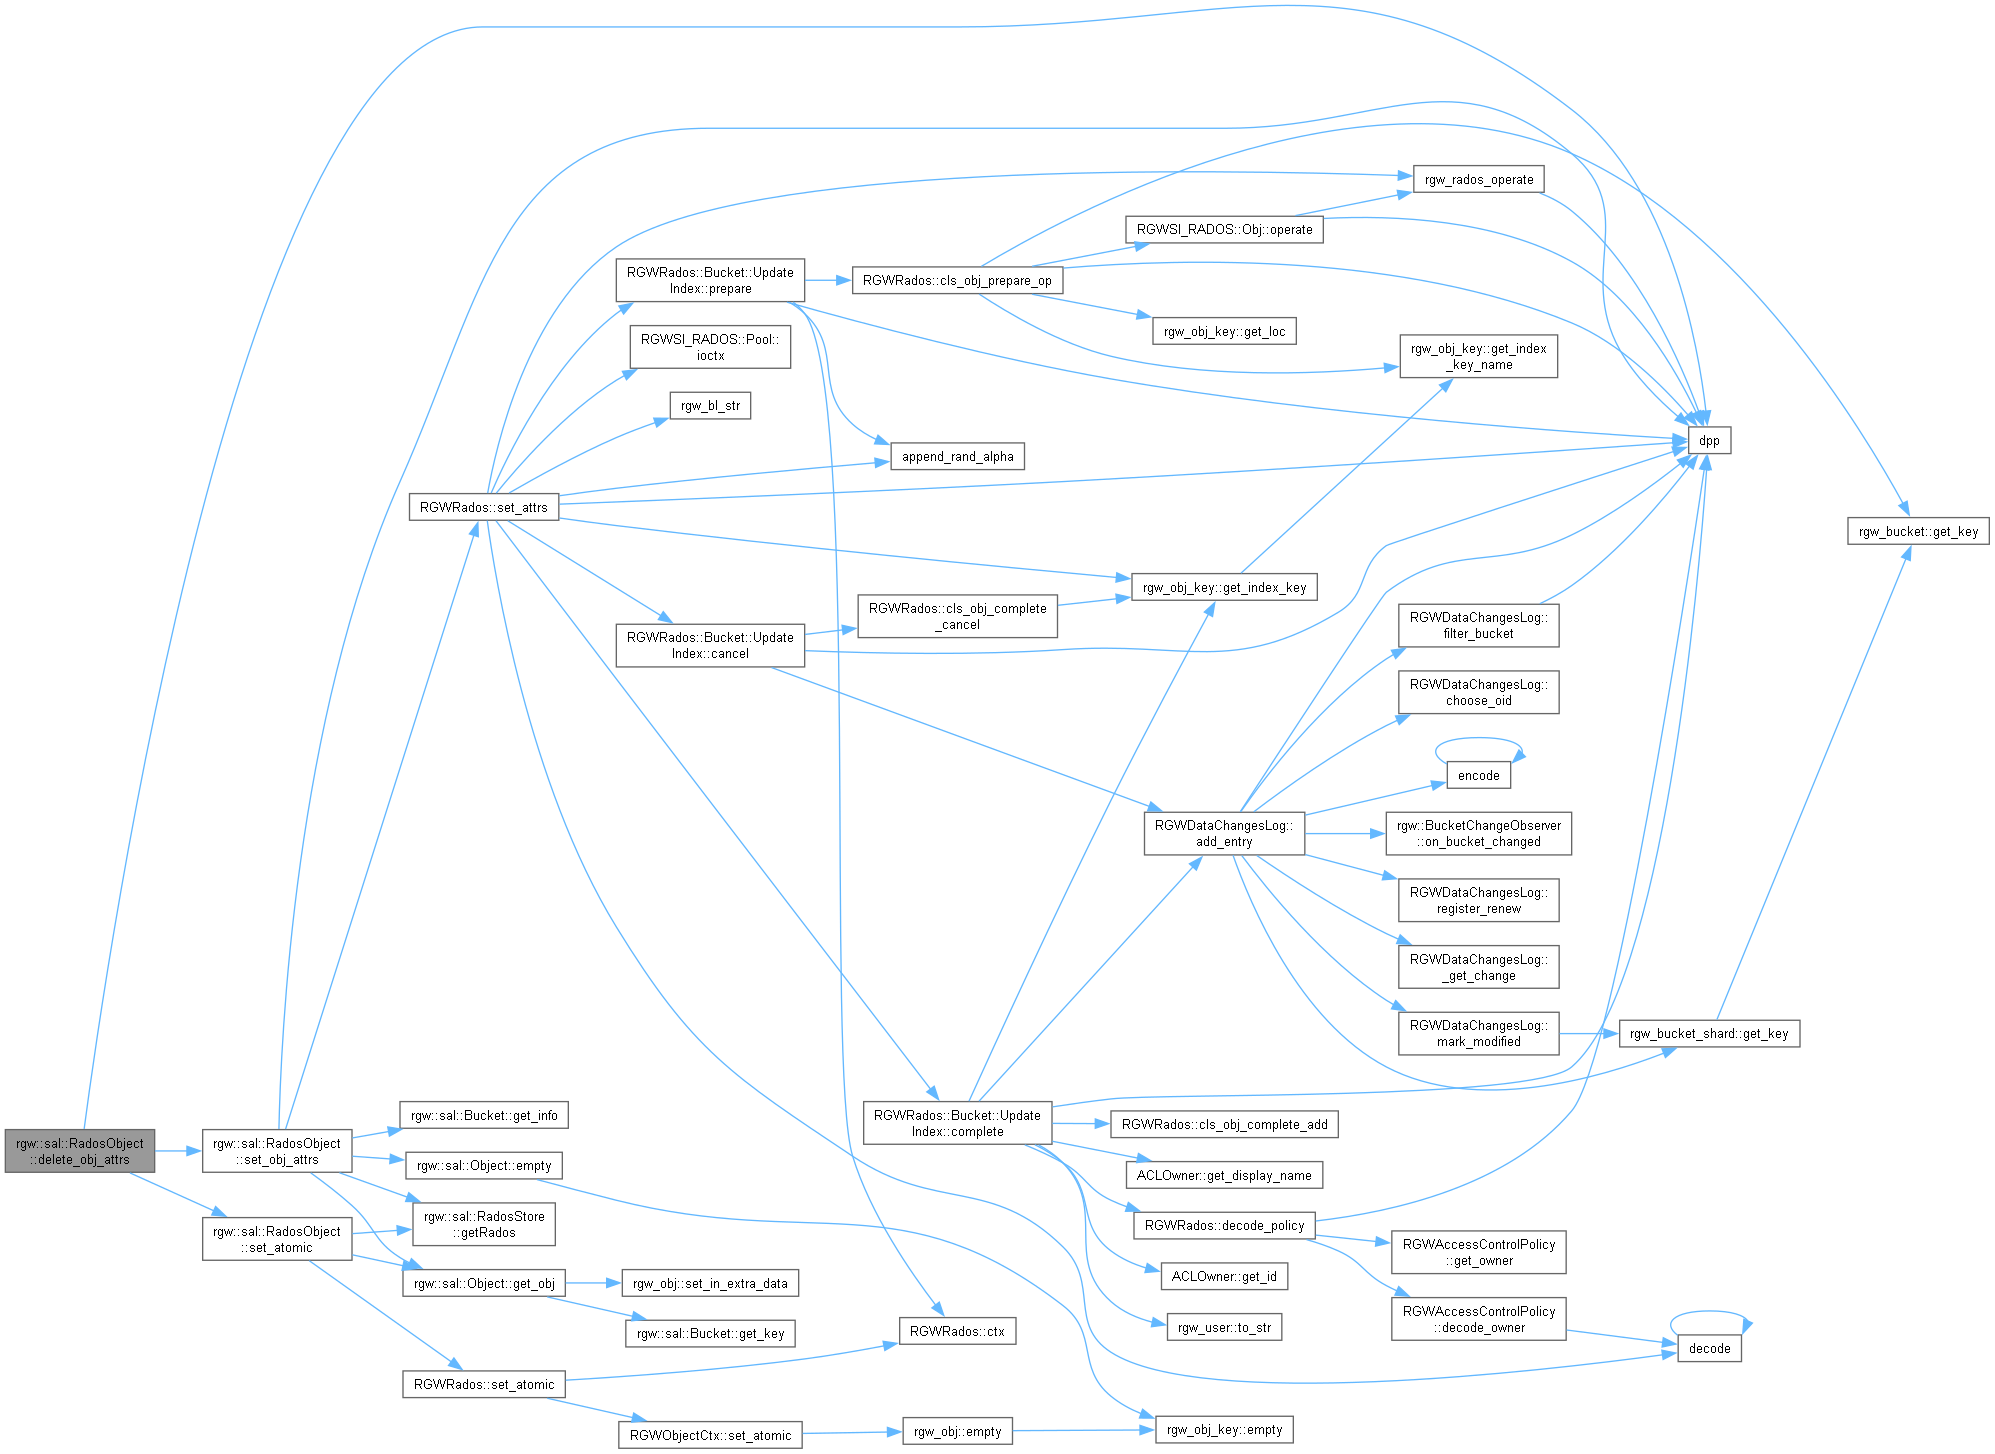 rgw::sal::RadosObject
::delete_obj_attrs
rgw::sal::RadosObject
::set_obj_attrs
rgw::sal::RadosObject
::set_atomic
RGWRados::set_attrs
rgw::sal::Bucket::get_info
rgw::sal::Object::empty
rgw::sal::RadosStore
::getRados
rgw::sal::Object::get_obj
RGWRados::set_atomic
RGWRados::Bucket::Update
Index::prepare
RGWSI_RADOS::Pool::
ioctx
rgw_bl_str
RGWRados::Bucket::Update
Index::cancel
rgw_obj::set_in_extra_data
rgw::sal::Bucket::get_key
RGWObjectCtx::set_atomic
RGWRados::cls_obj_prepare_op
append_rand_alpha
RGWRados::cls_obj_complete
_cancel
RGWRados::Bucket::Update
Index::complete
RGWRados::ctx
rgw_obj::empty
RGWSI_RADOS::Obj::operate
rgw_obj_key::get_loc
rgw_obj_key::get_index_key
RGWDataChangesLog::
add_entry
RGWRados::cls_obj_complete_add
ACLOwner::get_display_name
RGWRados::decode_policy
ACLOwner::get_id
rgw_user::to_str
rgw_obj_key::empty
rgw_rados_operate
rgw_obj_key::get_index
_key_name
RGWDataChangesLog::
filter_bucket
RGWDataChangesLog::
choose_oid
encode
rgw::BucketChangeObserver
::on_bucket_changed
RGWDataChangesLog::
register_renew
RGWDataChangesLog::
_get_change
RGWDataChangesLog::
mark_modified
RGWAccessControlPolicy
::get_owner
RGWAccessControlPolicy
::decode_owner
dpp
rgw_bucket_shard::get_key
decode
rgw_bucket::get_key